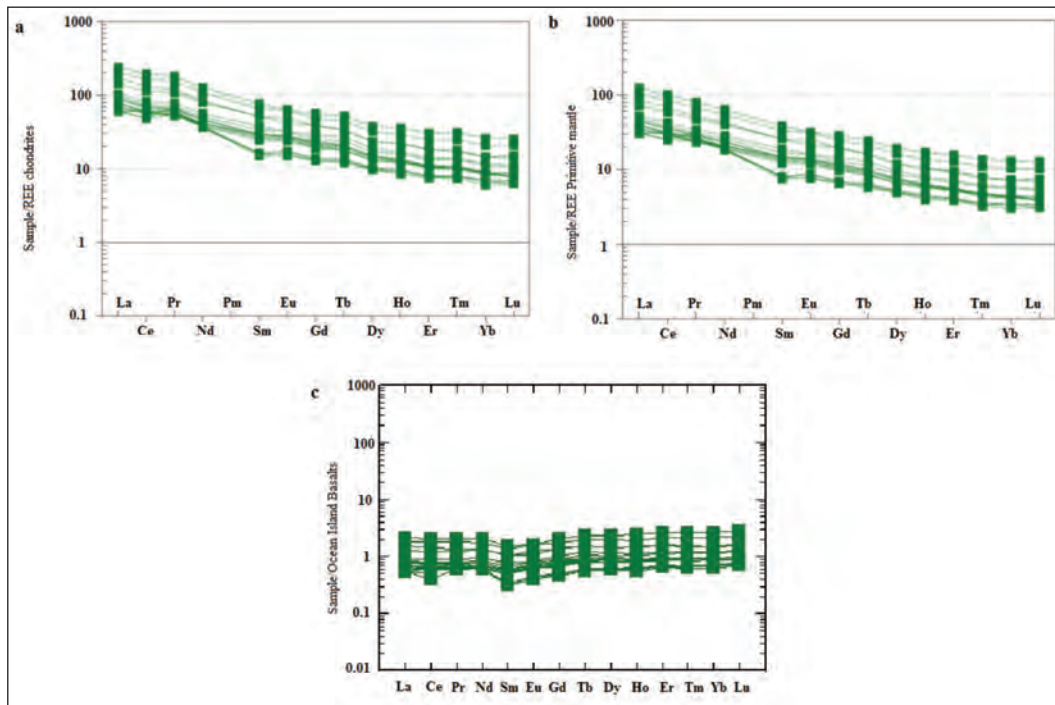 a
Sample/REE chondrites
1000
100
10
1
0.1
La Pr Pm Eu Tb Ho Tm Lu
Ce Nd Sm Gd Dy Er Yb
b
Sample/REE Primitive mantle
1000
100
10
1
0.1
La Pr Pm Eu Tb Ho Tm Lu
Ce Nd Sm Gd Dy Er Yb
c
Sample/Ocean Island Basalts
1000
100
10
1
0.1
0.01
La Ce Pr Nd Sm Eu Gd Tb Dy Ho Er Tm Yb Lu